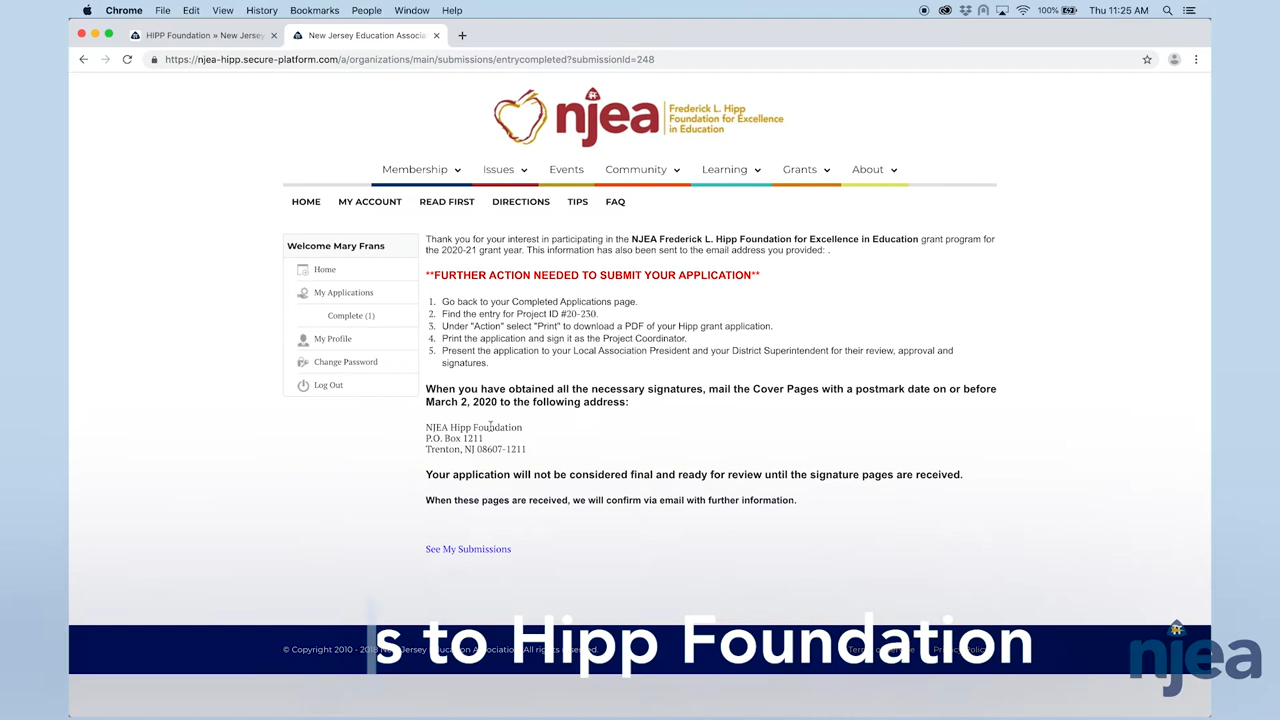 Chrome File Edit View History Bookmarks People Window Help 100% Thu 11:25 AM
HIPP Foundation » New Jersey New Jersey Education Associa
https://njea-hipp.secure-platform.com/a/organizations/main/submissions/entrycompleted?submissionId=248
njea Frederick L. Hipp
Foundation for Excellence
in Education
Membership Issues Events Community Learning Grants About
HOME MY ACCOUNT READ FIRST DIRECTIONS TIPS FAQ
Welcome Mary Frans
Home
My Applications
Complete (1)
My Profile
Change Password
Log Out
Thank you for your interest in participating in the NJEA Frederick L. Hipp Foundation for Excellence in Education grant program for
the 2020-21 grant year. This information has also been sent to the email address you provided: .
**FURTHER ACTION NEEDED TO SUBMIT YOUR APPLICATION**
1. Go back to your Completed Applications page.
2. Find the entry for Project ID #20-230.
3. Under "Action" select "Print" to download a PDF of your Hipp grant application.
4. Print the application and sign it as the Project Coordinator.
5. Present the application to your Local Association President and your District Superintendent for their review, approval and
signatures.
When you have obtained all the necessary signatures, mail the Cover Pages with a postmark date on or before
March 2, 2020 to the following address:
NJEA Hipp Foundation
P.O. Box 1211
Trenton, NJ 08607-1211
Your application will not be considered final and ready for review until the signature pages are received.
When these pages are received, we will confirm via email with further information.
See My Submissions
s to Hipp Foundation
© Copyright 2010 - 2018 New Jersey Education Association. All rights reserved.
njea